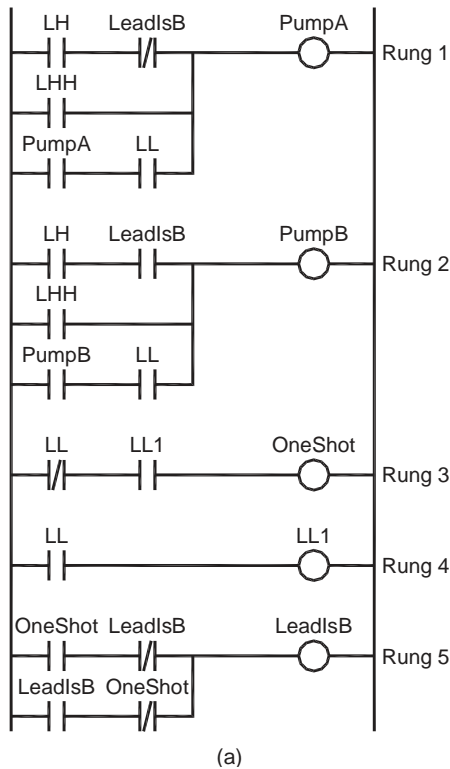 LH LeadIsB PumpA
Rung 1
LHH
PumpA LL
LH LeadIsB PumpB
Rung 2
LHH
PumpB LL
LL LL1 OneShot
Rung 3
LL LL1
Rung 4
OneShot LeadIsB LeadIsB
Rung 5
LeadIsB OneShot
(a)